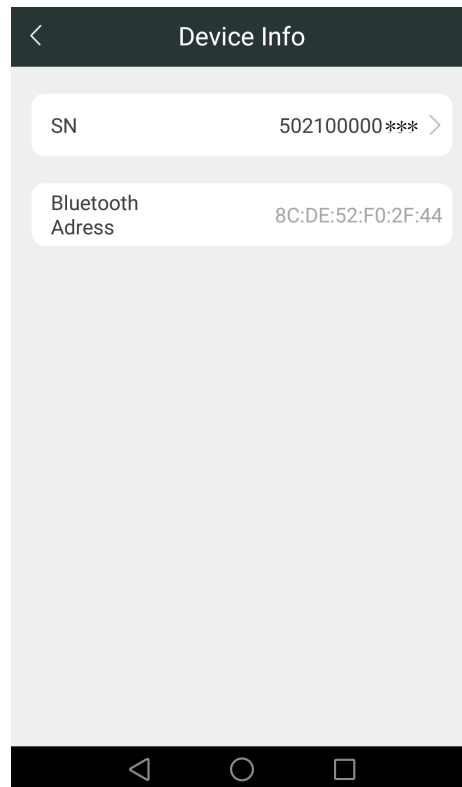 Device Info
SN
502100000***
Bluetooth
Adress
8C:DE:52:F0:2F:44